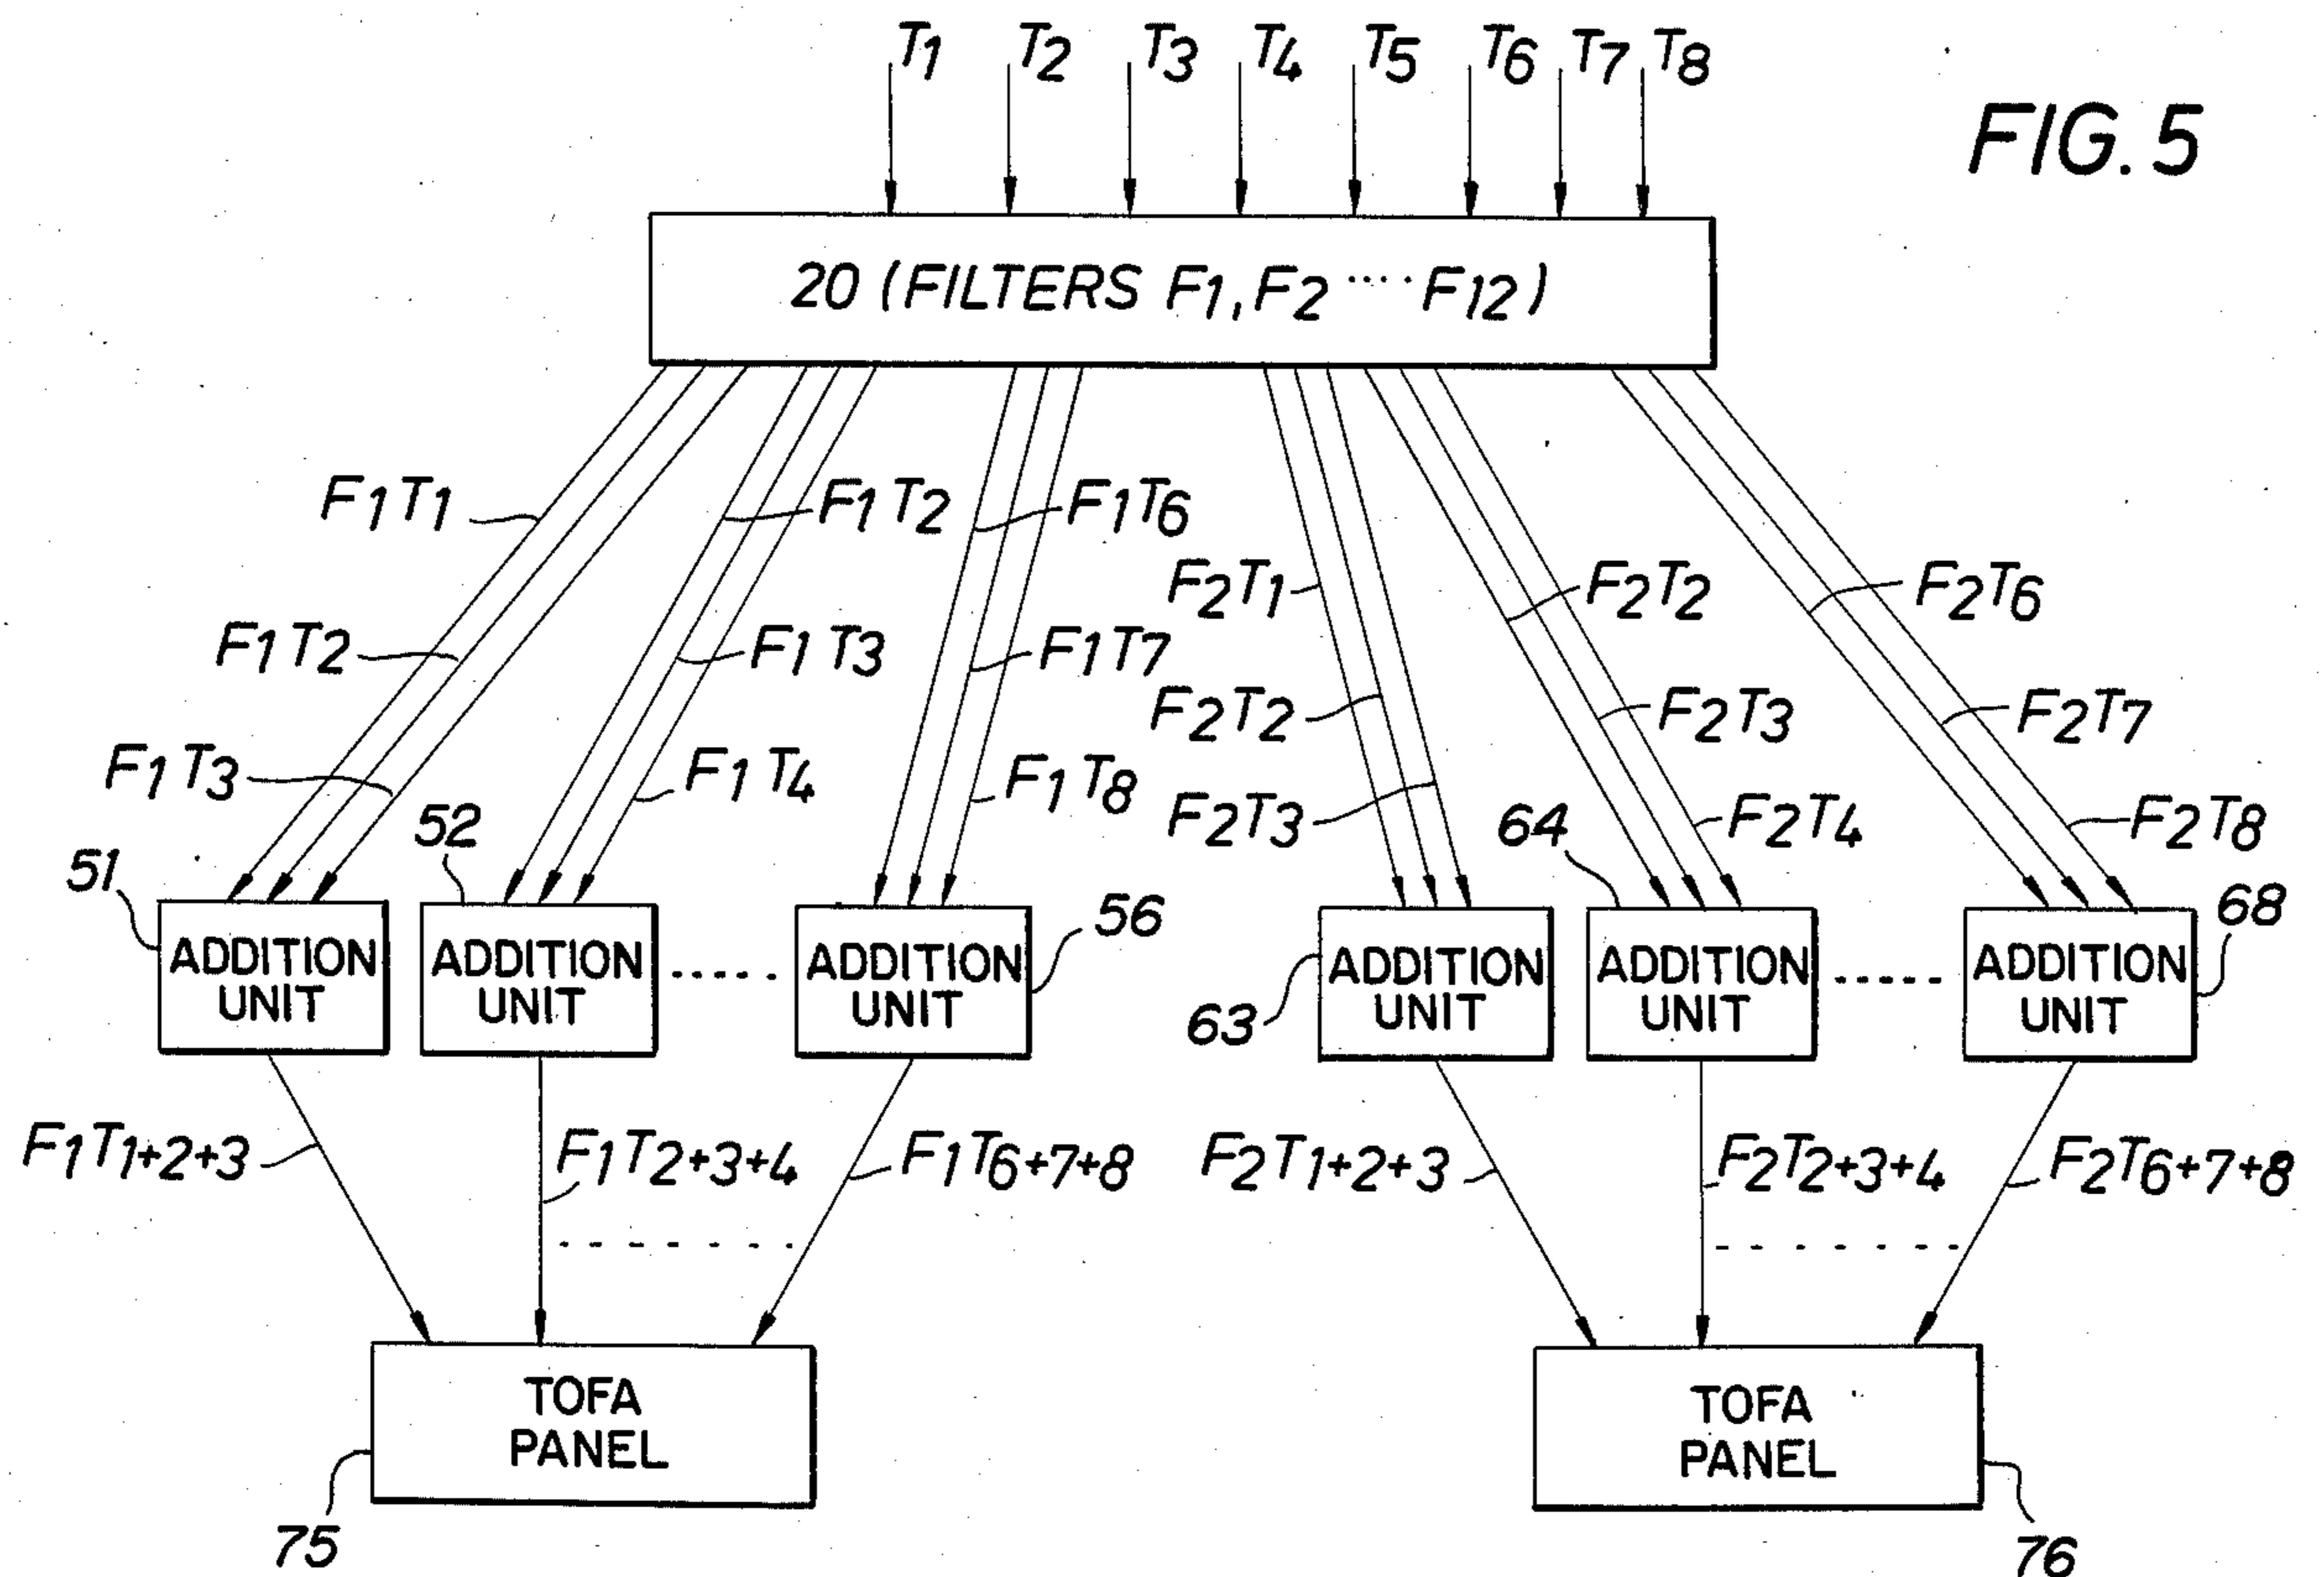 T1 T2 T3 T4 T5 T6 T7 T8
FIG. 5
20 (FILTERS F1, F2 ····· F12)
F1T1
F1T2
F1T3
F1T2
F1T3
F1T4
F1T6
F1T7
F1T8
F2T1
F2T2
F2T3
F2T2
F2T3
F2T4
F2T6
F2T7
F2T8
51
ADDITION
UNIT
52
ADDITION
UNIT
56
ADDITION
UNIT
63
ADDITION
UNIT
64
ADDITION
UNIT
68
ADDITION
UNIT
F1T1+2+3
F1T2+3+4
F1T6+7+8
F2T1+2+3
F2T2+3+4
F2T6+7+8
TOFA
PANEL
75
TOFA
PANEL
76